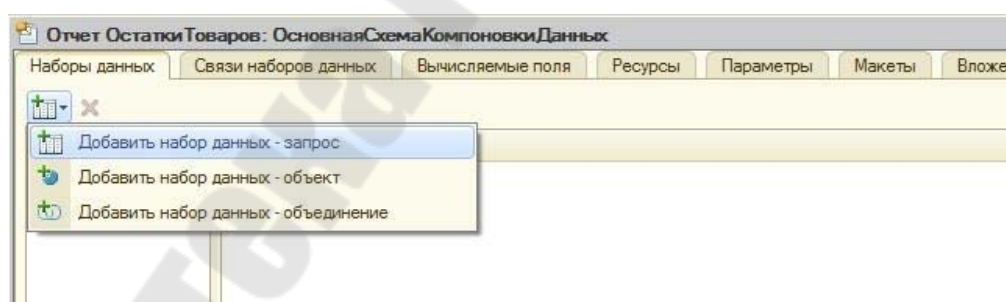 Отчет ОстаткиТоваров: ОсновнаяСхемаКомпоновкиДанных
Наборы данных Связи наборов данных Вычисляемые поля Ресурсы Параметры Макеты Вложе
Добавить набор данных - запрос
Добавить набор данных - объект
Добавить набор данных - объединение